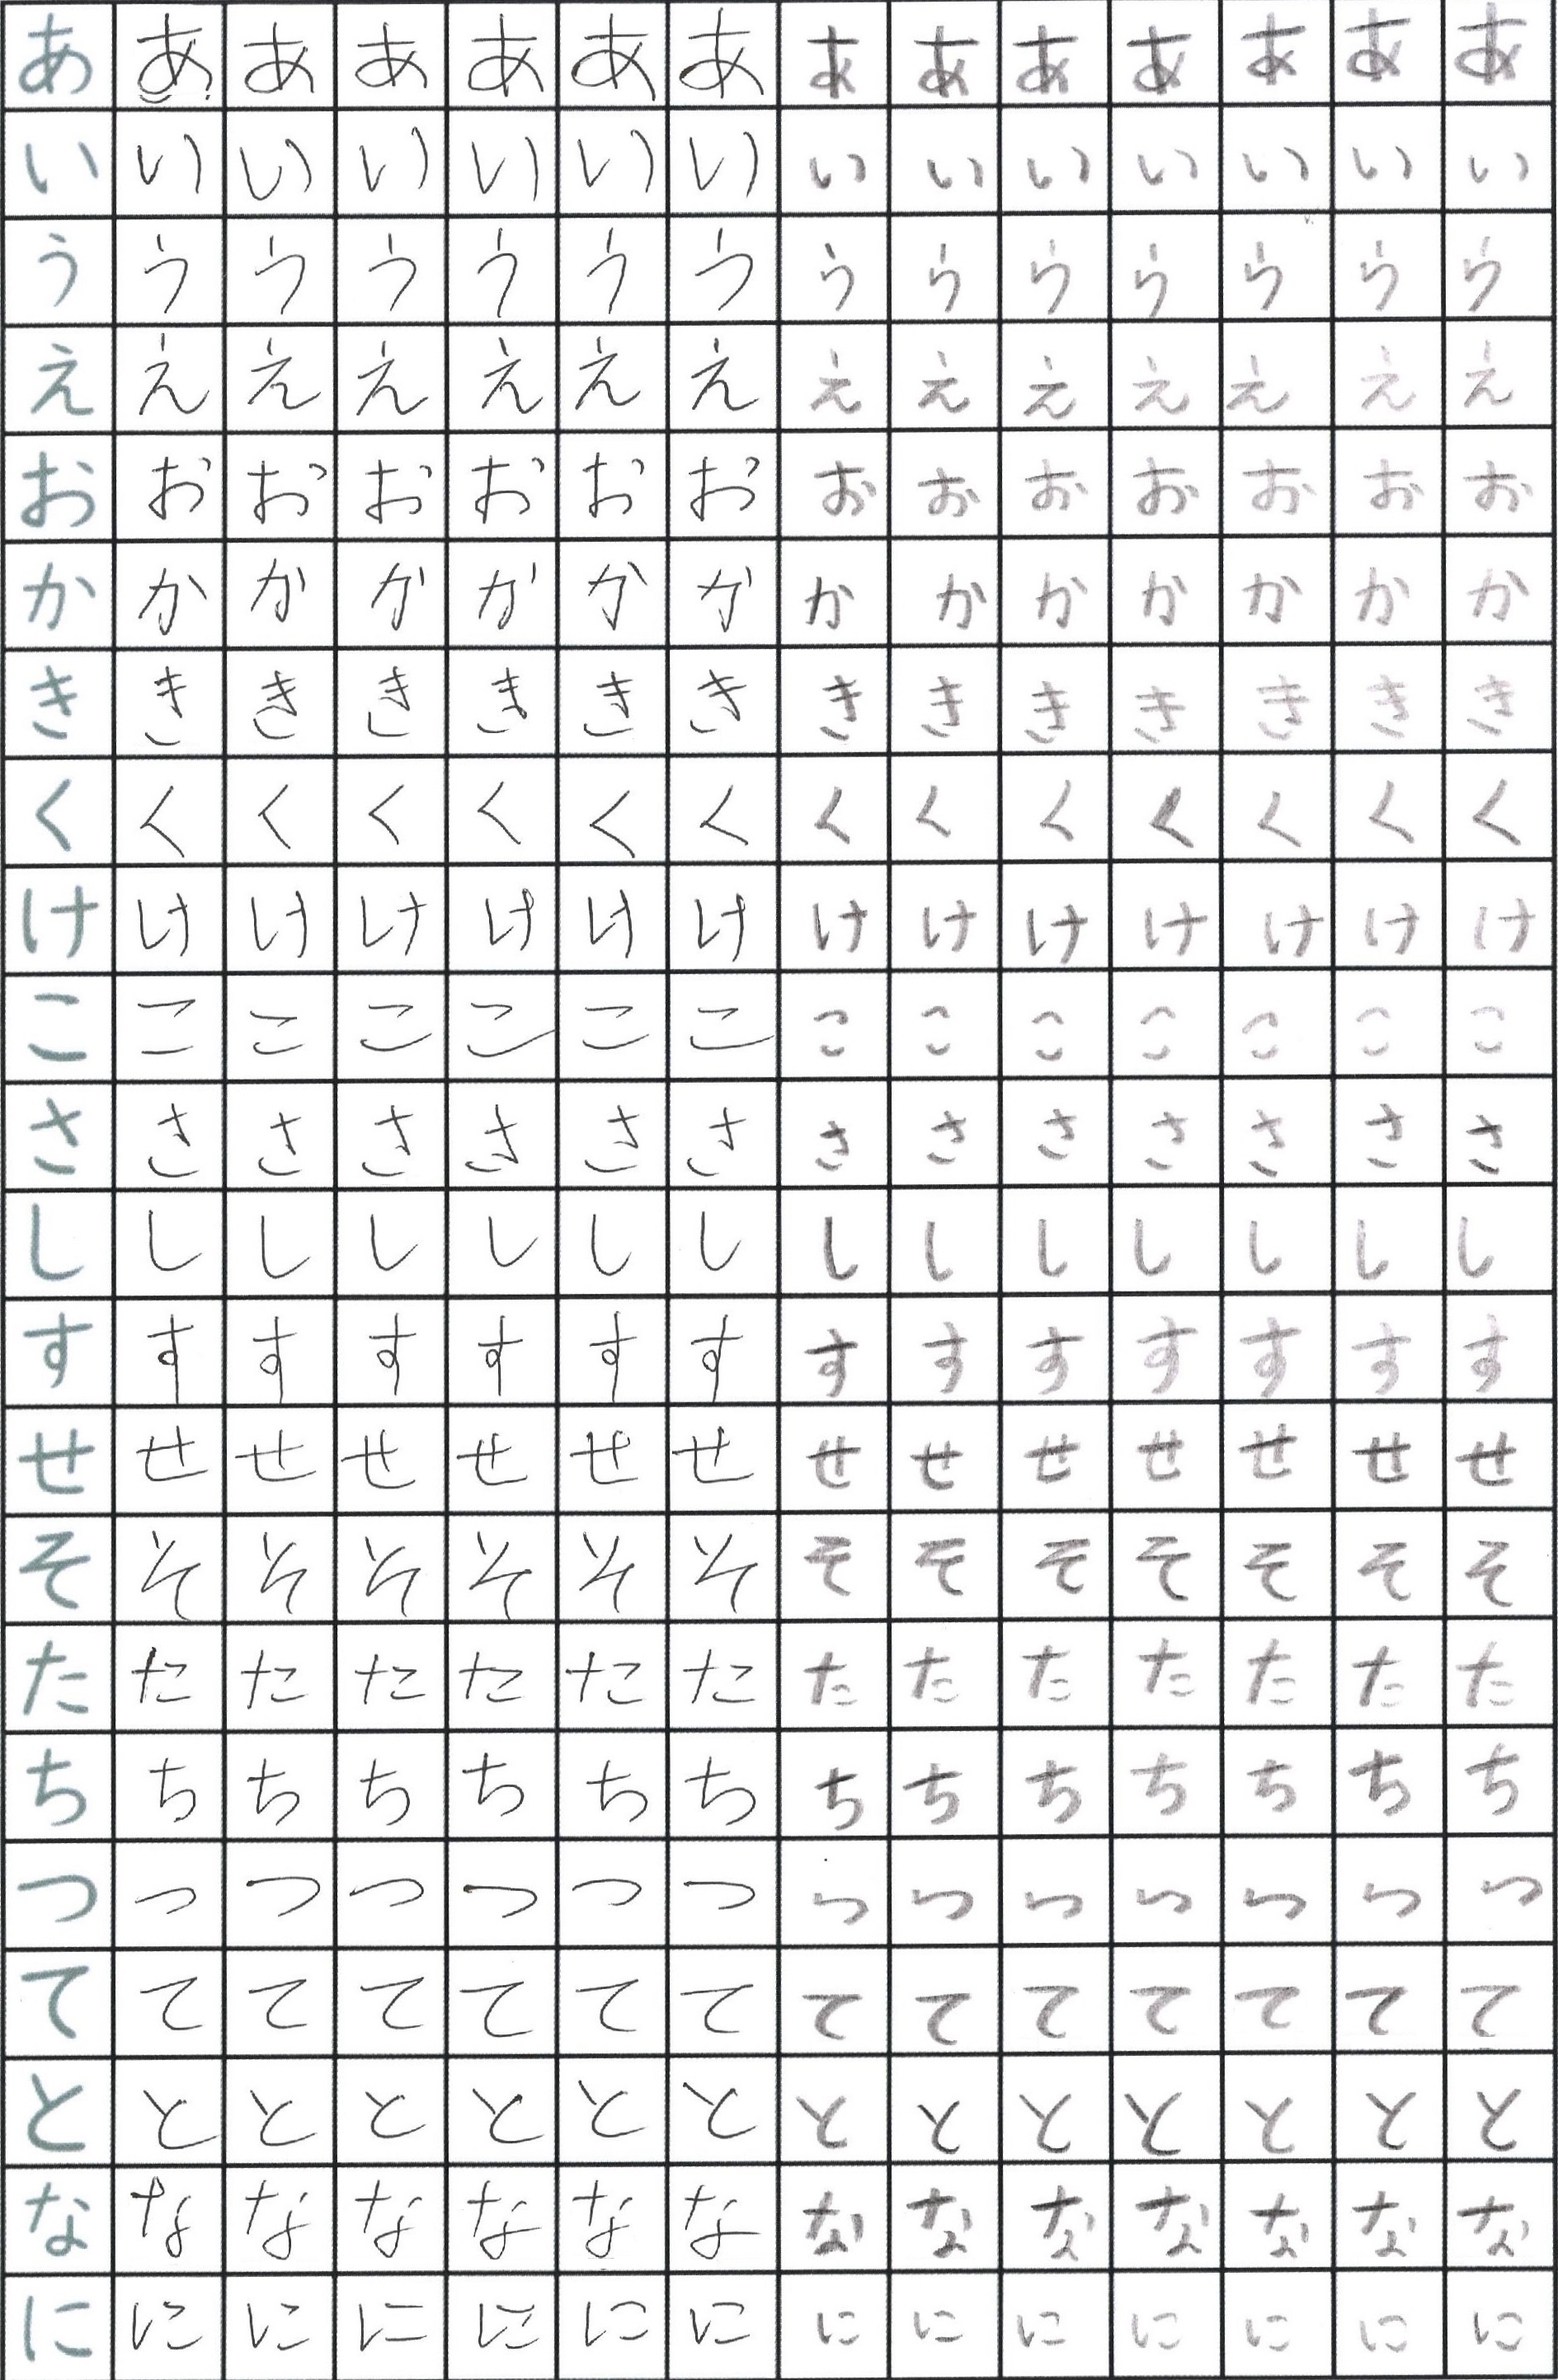 あ あ あ あ あ あ あ あ あ あ あ あ あ あ
い い い い い い い い い い い い い い
う う う う う う う う う う う う う う
え え え え え え え え え え え え え え
お お お お お お お お お お お お お お
か か か か か か か か か か か か か か
き き き き き き き き き き き き き き
く く く く く く く く く く く く く く
け け け け け け け け け け け け け け
こ こ こ こ こ こ こ こ こ こ こ こ こ こ
さ さ さ さ さ さ さ さ さ さ さ さ さ さ
し し し し し し し し し し し し し し
す す す す す す す す す す す す す す
せ せ せ せ せ せ せ せ せ せ せ せ せ せ
そ そ そ そ そ そ そ そ そ そ そ そ そ そ
た た た た た た た た た た た た た た
ち ち ち ち ち ち ち ち ち ち ち ち ち ち
つ つ つ つ つ つ つ つ つ つ つ つ つ つ
て て て て て て て て て て て て て て
と と と と と と と と と と と と と と
な な な な な な な な な な な な な な
に に に に に に に に に に に に に に